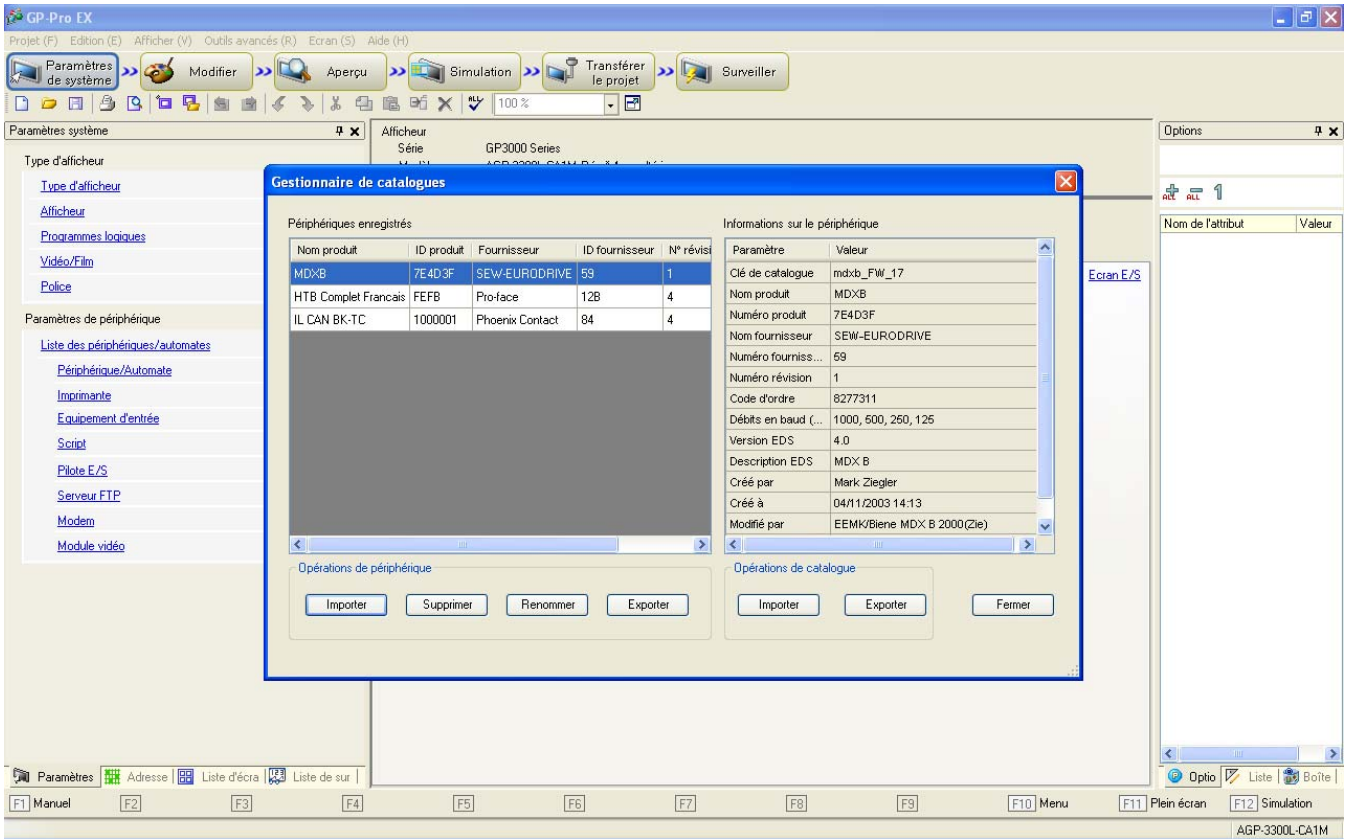 GP-Pro EX
Projet (F) Edition (E) Afficher (V) Outils avancés (R) Ecran (S) Aide (H)
Paramètres de système >> Modifier >> Aperçu >> Simulation >> Transférer le projet >> Surveiller
100 %
Paramètres système
Type d'afficheur
Type d'afficheur
Afficheur
Programmes logiques
Vidéo/Film
Police
Paramètres de périphérique
Liste des périphériques/automates
Périphérique/Automate
Imprimante
Equipement d'entrée
Script
Pilote E/S
Serveur FTP
Modem
Module vidéo
Afficheur
Série GP3000 Series
Ecran E/S
Gestionnaire de catalogues
Périphériques enregistrés
Nom produit ID produit Fournisseur ID fournisseur N° révisi
MDXB 7E4D3F SEW-EURODRIVE 59 1
HTB Complet Francais FEFB Pro-face 12B 4
IL CAN BK-TC 1000001 Phoenix Contact 84 4
Informations sur le périphérique
Paramètre Valeur
Clé de catalogue mdxb_FW_17
Nom produit MDXB
Numéro produit 7E4D3F
Nom fournisseur SEW-EURODRIVE
Numéro fourniss... 59
Numéro révision 1
Code d'ordre 8277311
Débits en baud (... 1000, 500, 250, 125
Version EDS 4.0
Description EDS MDX B
Créé par Mark Ziegler
Créé à 04/11/2003 14:13
Modifié par EEMK/Biene MDX B 2000(Zie)
Opérations de périphérique
Importer Supprimer Renommer Exporter
Opérations de catalogue
Importer Exporter
Fermer
Options
ALL ALL 1
Nom de l'attribut Valeur
Paramètres Adresse Liste d'écra Liste de sur
Optio Liste Boîte
F1 Manuel F2 F3 F4 F5 F6 F7 F8 F9 F10 Menu F11 Plein écran F12 Simulation
AGP-3300L-CA1M